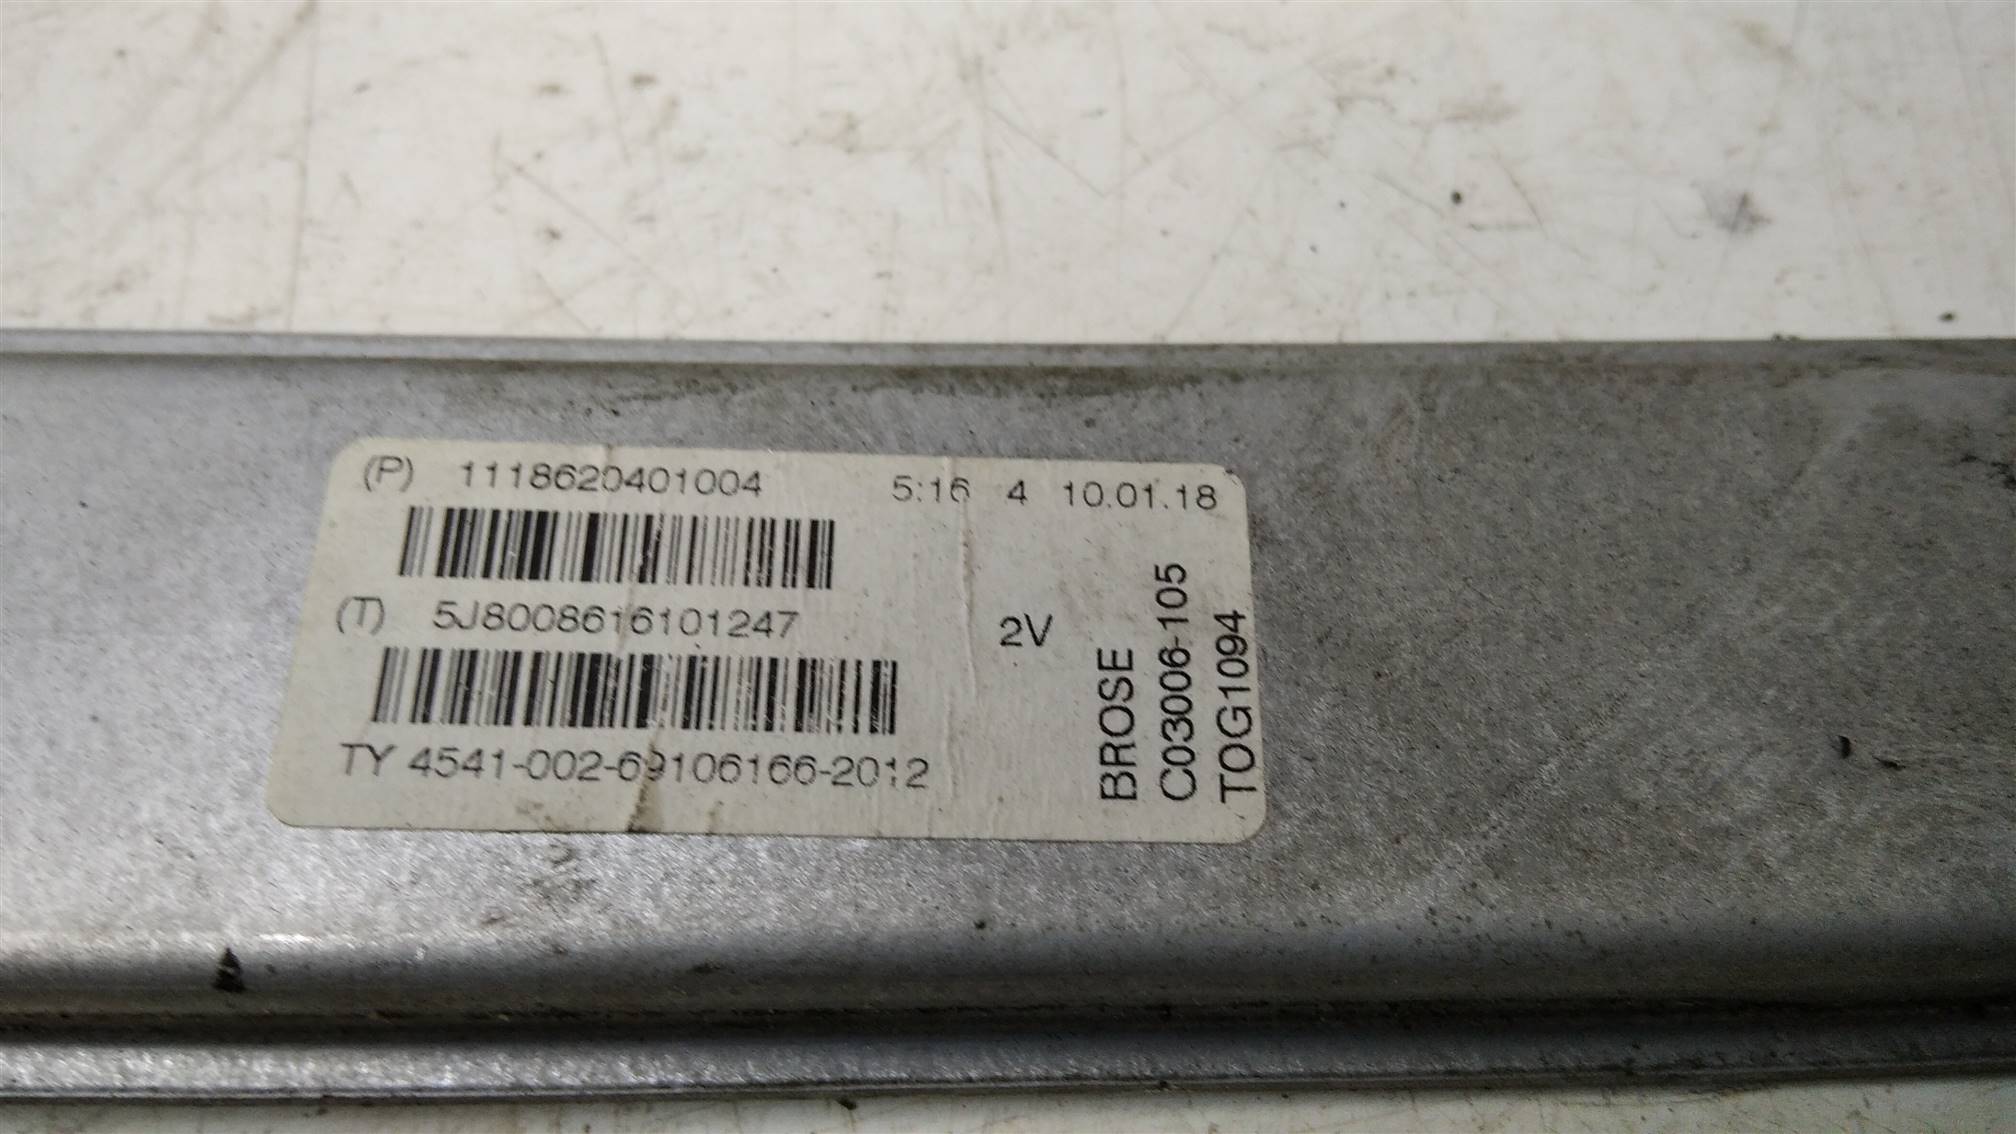 (P) 1118620401004 5:16 4 10.01.18
(T) 5J8008616101247
2V
TY 4541-002-69106166-2012
BROSE
C03006-105
TOG1094